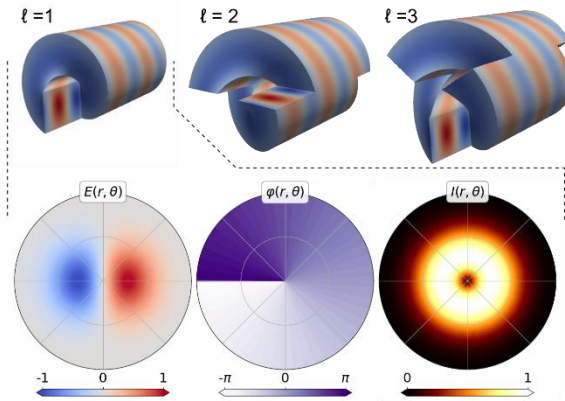 ℓ =1
ℓ = 2
ℓ =3
E(r, θ)
φ(r, θ)
I(r, θ)
-1 0 1
-π 0 π
0 1